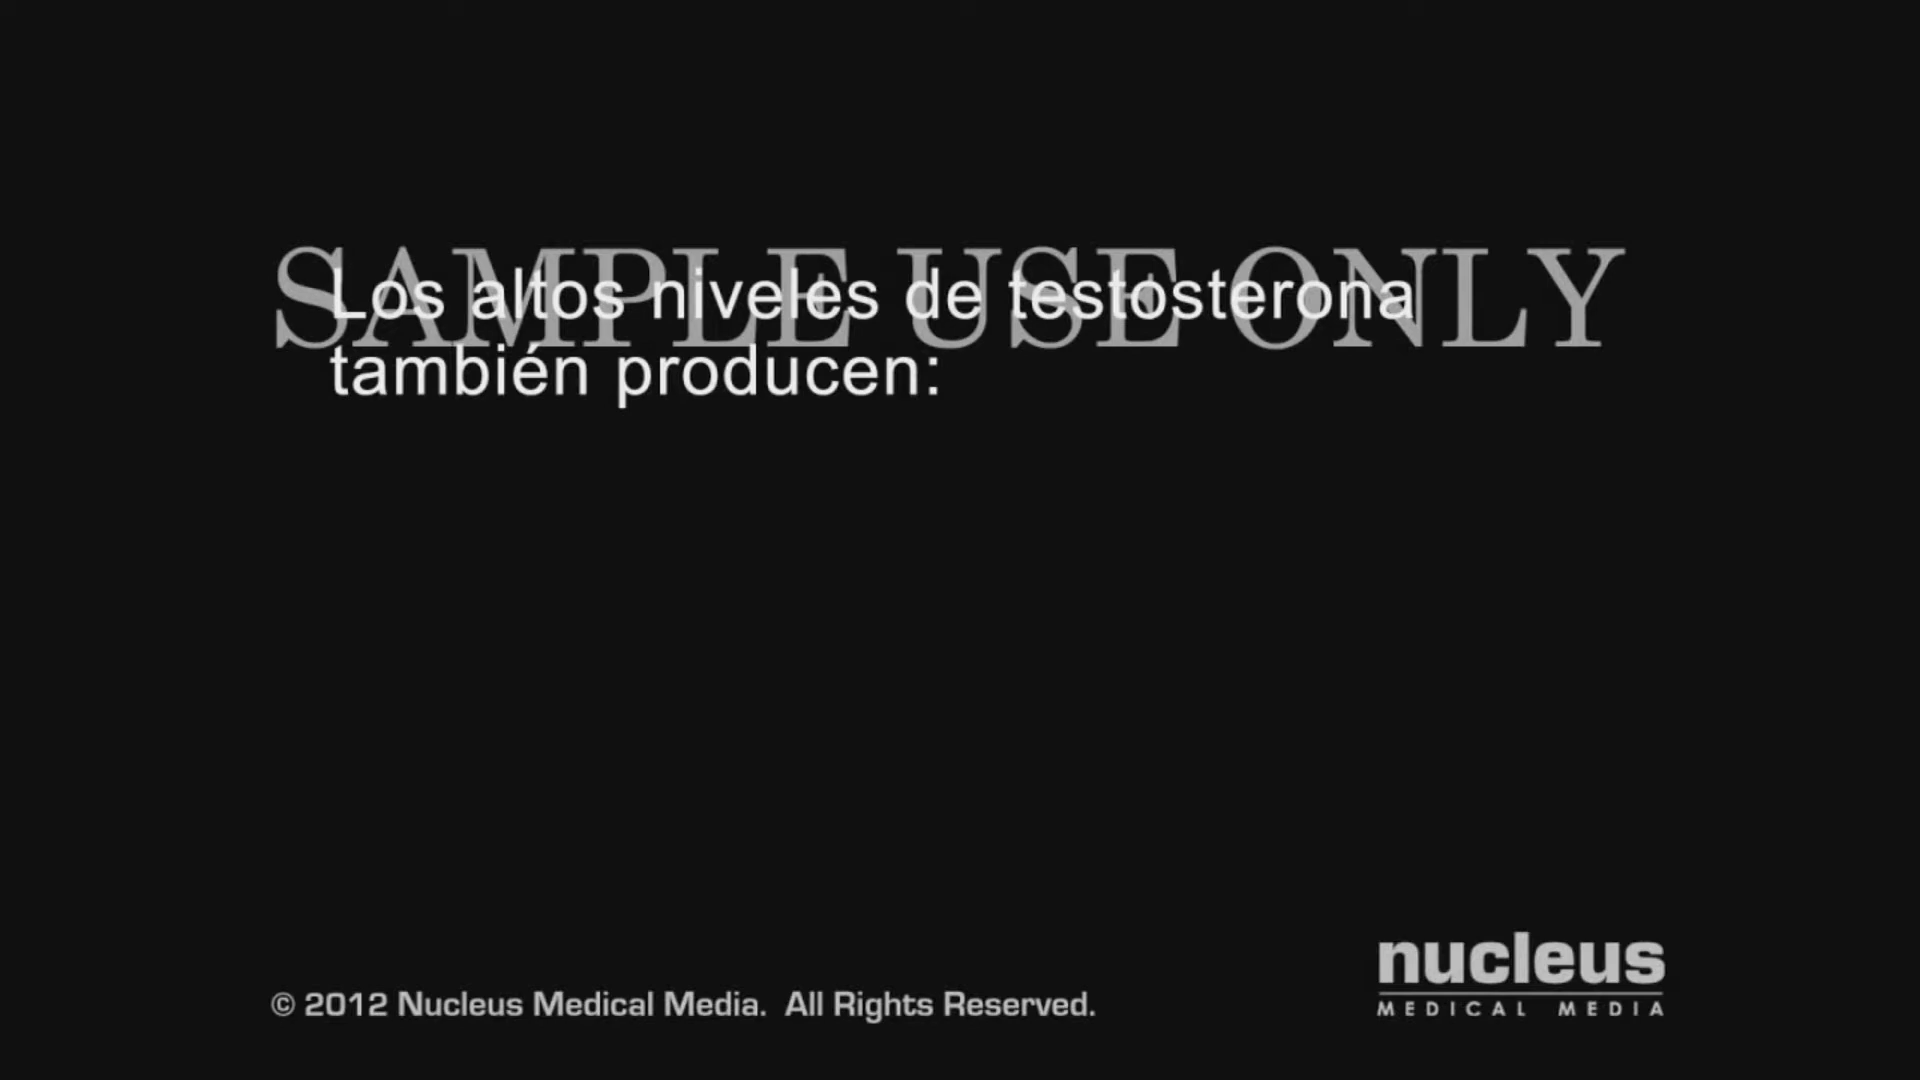 SAMPLE USE ONLY
Los altos niveles de testosterona
también producen:
nucleus
MEDICAL MEDIA
© 2012 Nucleus Medical Media. All Rights Reserved.